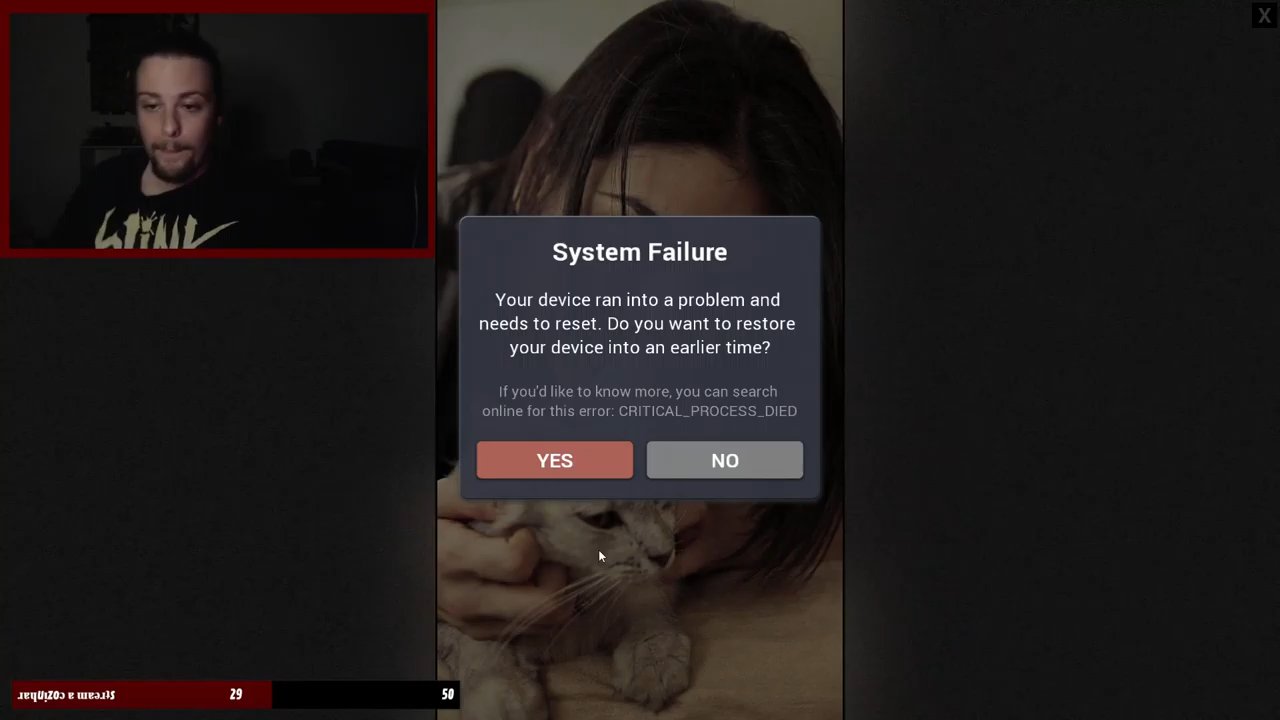 X
System Failure
Your device ran into a problem and
needs to reset. Do you want to restore
your device into an earlier time?
If you'd like to know more, you can search
online for this error: CRITICAL_PROCESS_DIED
YES
NO
29
50